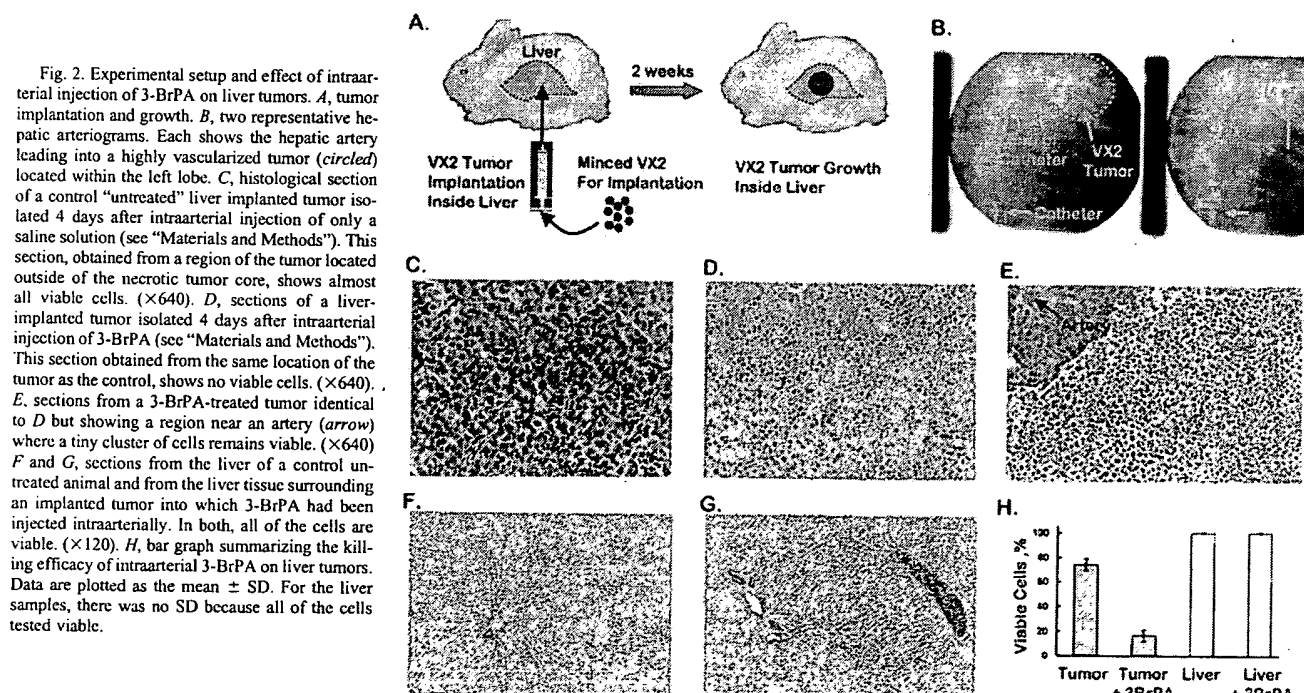 Fig. 2. Experimental setup and effect of intraar-
terial injection of 3-BrPA on liver tumors. A, tumor
implantation and growth. B, two representative he-
patic arteriograms. Each shows the hepatic artery
leading into a highly vascularized tumor (circled)
located within the left lobe. C, histological section
of a control "untreated" liver implanted tumor iso-
lated 4 days after intraarterial injection of only a
saline solution (see "Materials and Methods"). This
section, obtained from a region of the tumor located
outside of the necrotic tumor core, shows almost
all viable cells. (×640). D, sections of a liver-
implanted tumor isolated 4 days after intraarterial
injection of 3-BrPA (see "Materials and Methods").
This section obtained from the same location of the
tumor as the control, shows no viable cells. (×640).
E. sections from a 3-BrPA-treated tumor identical
to D but showing a region near an artery (arrow)
where a tiny cluster of cells remains viable. (×640)
F and G, sections from the liver of a control un-
treated animal and from the liver tissue surrounding
an implanted tumor into which 3-BrPA had been
injected intraarterially. In both, all of the cells are
viable. (×120). H, bar graph summarizing the kill-
ing efficacy of intraarterial 3-BrPA on liver tumors.
Data are plotted as the mean ± SD. For the liver
samples, there was no SD because all of the cells
tested viable.
A.
Liver
2 weeks
VX2 Tumor
Implantation
Inside Liver
Minced VX2
For Implantation
VX2 Tumor Growth
Inside Liver
B.
Catheter
VX2
Tumor
Catheter
C.
D.
E.
Artery
F.
G.
H.
Viable Cells,%
100
80
60
40
20
0
Tumor
Tumor
+ 3BrPA
Liver
Liver
3BrPA